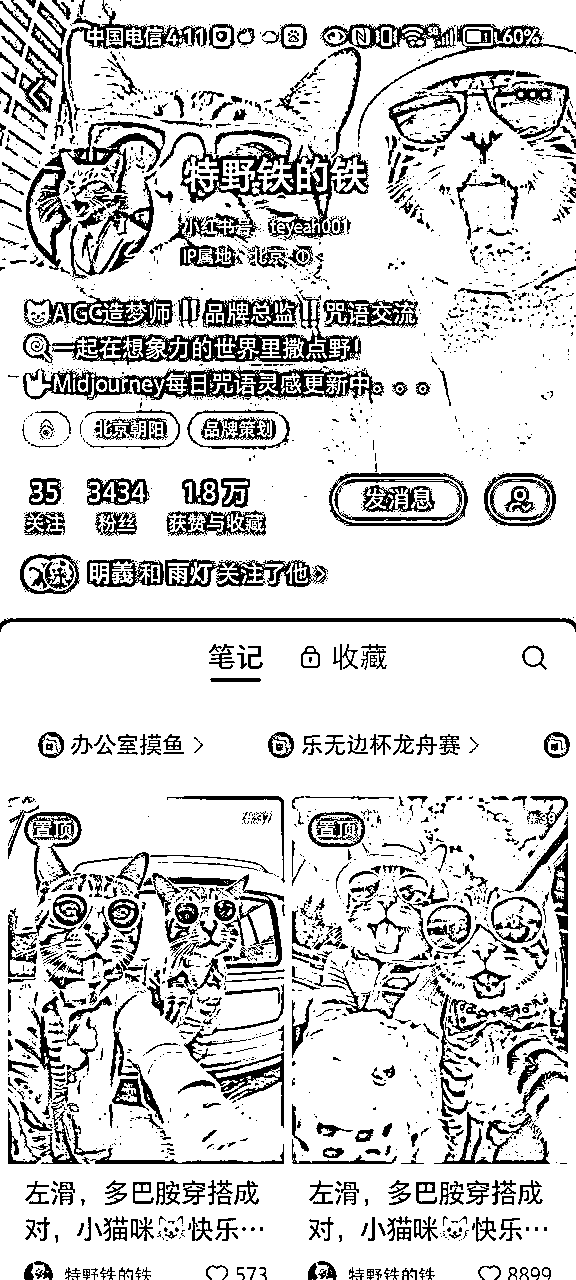 中国电信 4:11 60%
特野铁的铁
小红书号：teyeah001
IP属地：北京
AIGG造梦师 || 品牌总监 || 咒语交流
一起在想象力的世界里撒点野！
Midjourney每日咒语灵感更新中。。。
北京朝阳 品牌策划
35 3434 1.8万
关注 粉丝 获赞与收藏
发消息
明義 和 雨灯 关注了他 >
笔记 收藏
办公室摸鱼 > 乐无边杯龙舟赛 >
置顶 置顶
左滑，多巴胺穿搭成
对，小猫咪快乐…
特野铁的铁 573
左滑，多巴胺穿搭成
对，小猫咪快乐…
特野铁的铁 8899